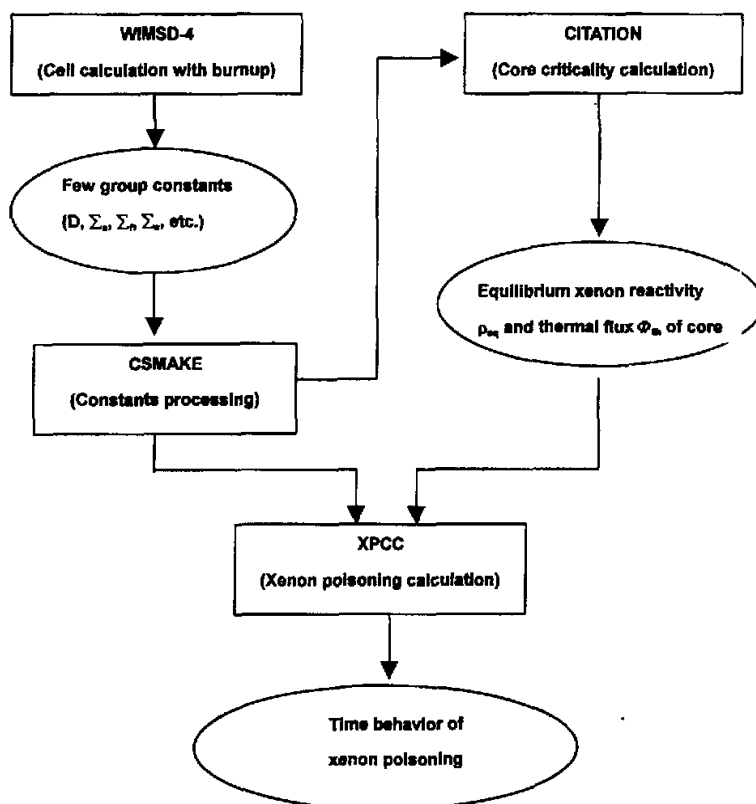 WIMSD-4
(Cell calculation with burnup)
CITATION
(Core criticality calculation)
Few group constants
(D, Σₐ, Σf, Σₛ, etc.)
Equilibrium xenon reactivity
ρeq and thermal flux Φth of core
CSMAKE
(Constants processing)
XPCC
(Xenon poisoning calculation)
Time behavior of
xenon poisoning